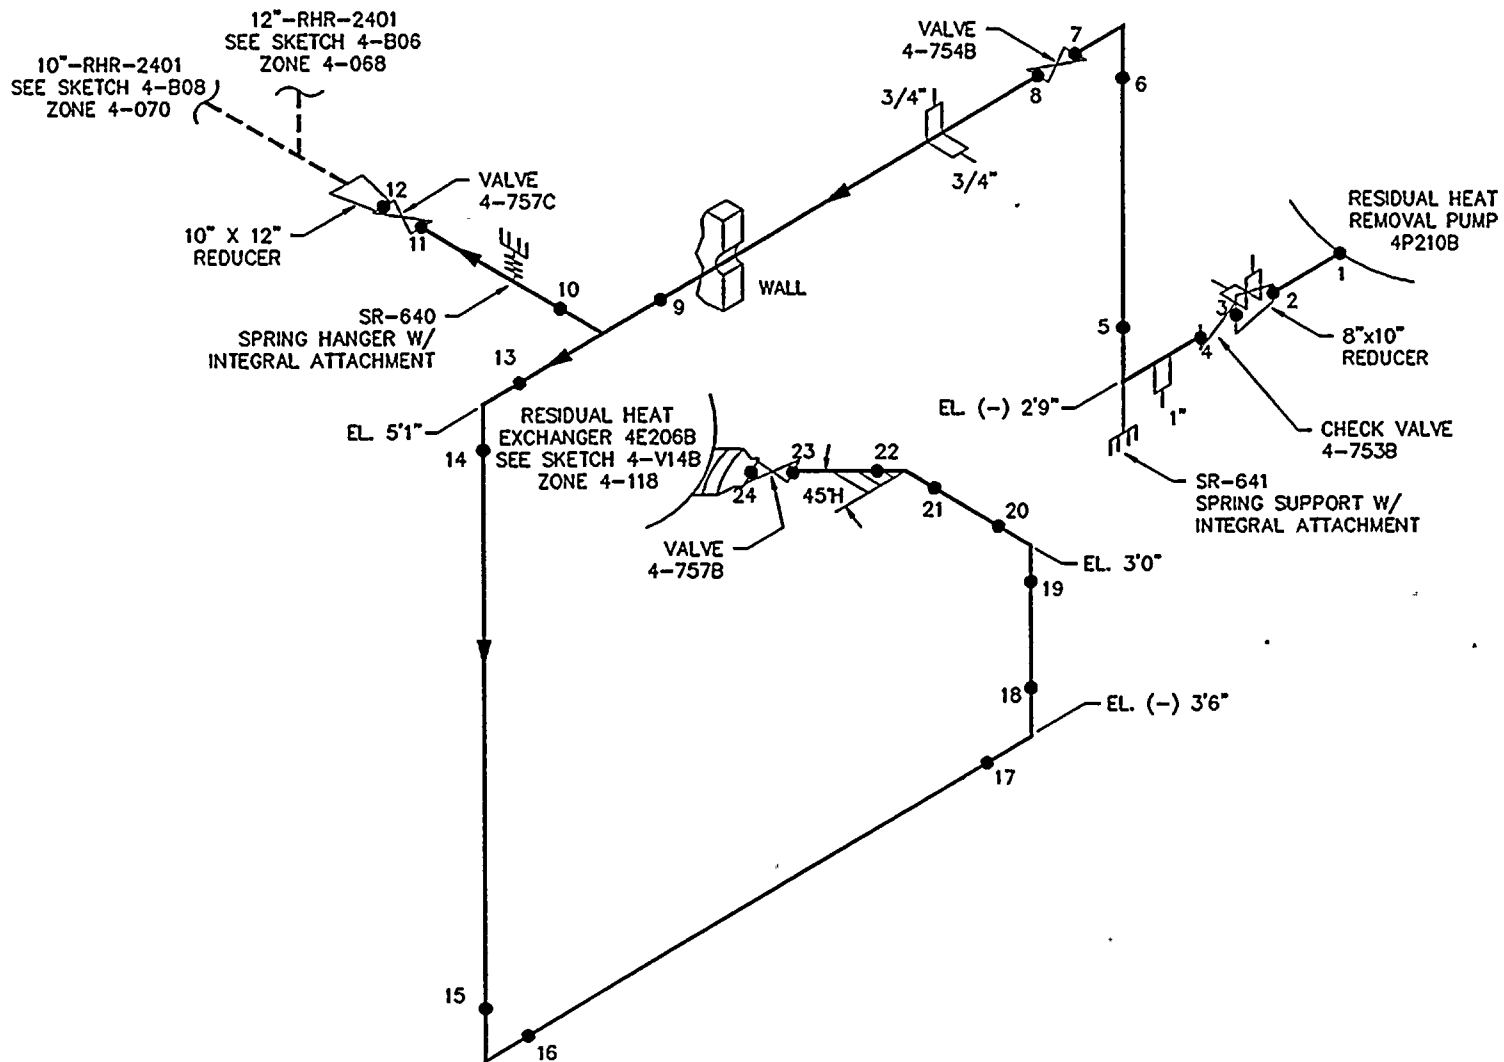 12"-RHR-2401
SEE SKETCH 4-B06
ZONE 4-068
10"-RHR-2401
SEE SKETCH 4-B08
ZONE 4-070
VALVE
4-754B
7
8
6
3/4"
3/4"
12
VALVE
4-757C
11
10" X 12"
REDUCER
RESIDUAL HEAT
REMOVAL PUMP
4P210B
1
2
3
4
8"x10"
REDUCER
WALL
9
10
SR-640
SPRING HANGER W/
INTEGRAL ATTACHMENT
5
13
EL. 5'1"
EL. (-) 2'9"
1"
CHECK VALVE
4-753B
SR-641
SPRING SUPPORT W/
INTEGRAL ATTACHMENT
14
RESIDUAL HEAT
EXCHANGER 4E206B
SEE SKETCH 4-V14B
ZONE 4-118
24
23
22
45°H
21
20
VALVE
4-757B
EL. 3'0"
19
18
EL. (-) 3'6"
17
15
16